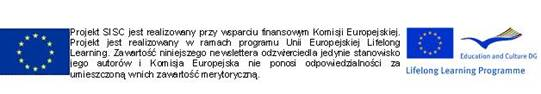 Projekt SISC jest realizowany przy wsparciu finansowym Komisji Europejskiej.
Projekt jest realizowany w ramach programu Unii Europejskiej Lifelong
Learning. Zawartość niniejszego newslettera odzwierciedla jedynie stanowisko
jego autorów i Komisja Europejska nie ponosi odpowiedzialności za
umieszczoną w nich zawartość merytoryczną.
Education and Culture DG
Lifelong Learning Programme